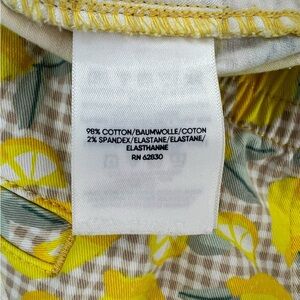 98% COTTON/BAUMWOLLE/COTON
2% SPANDEX/ELASTANE/ELASTANE/
ELASTHANNE
RN 62830